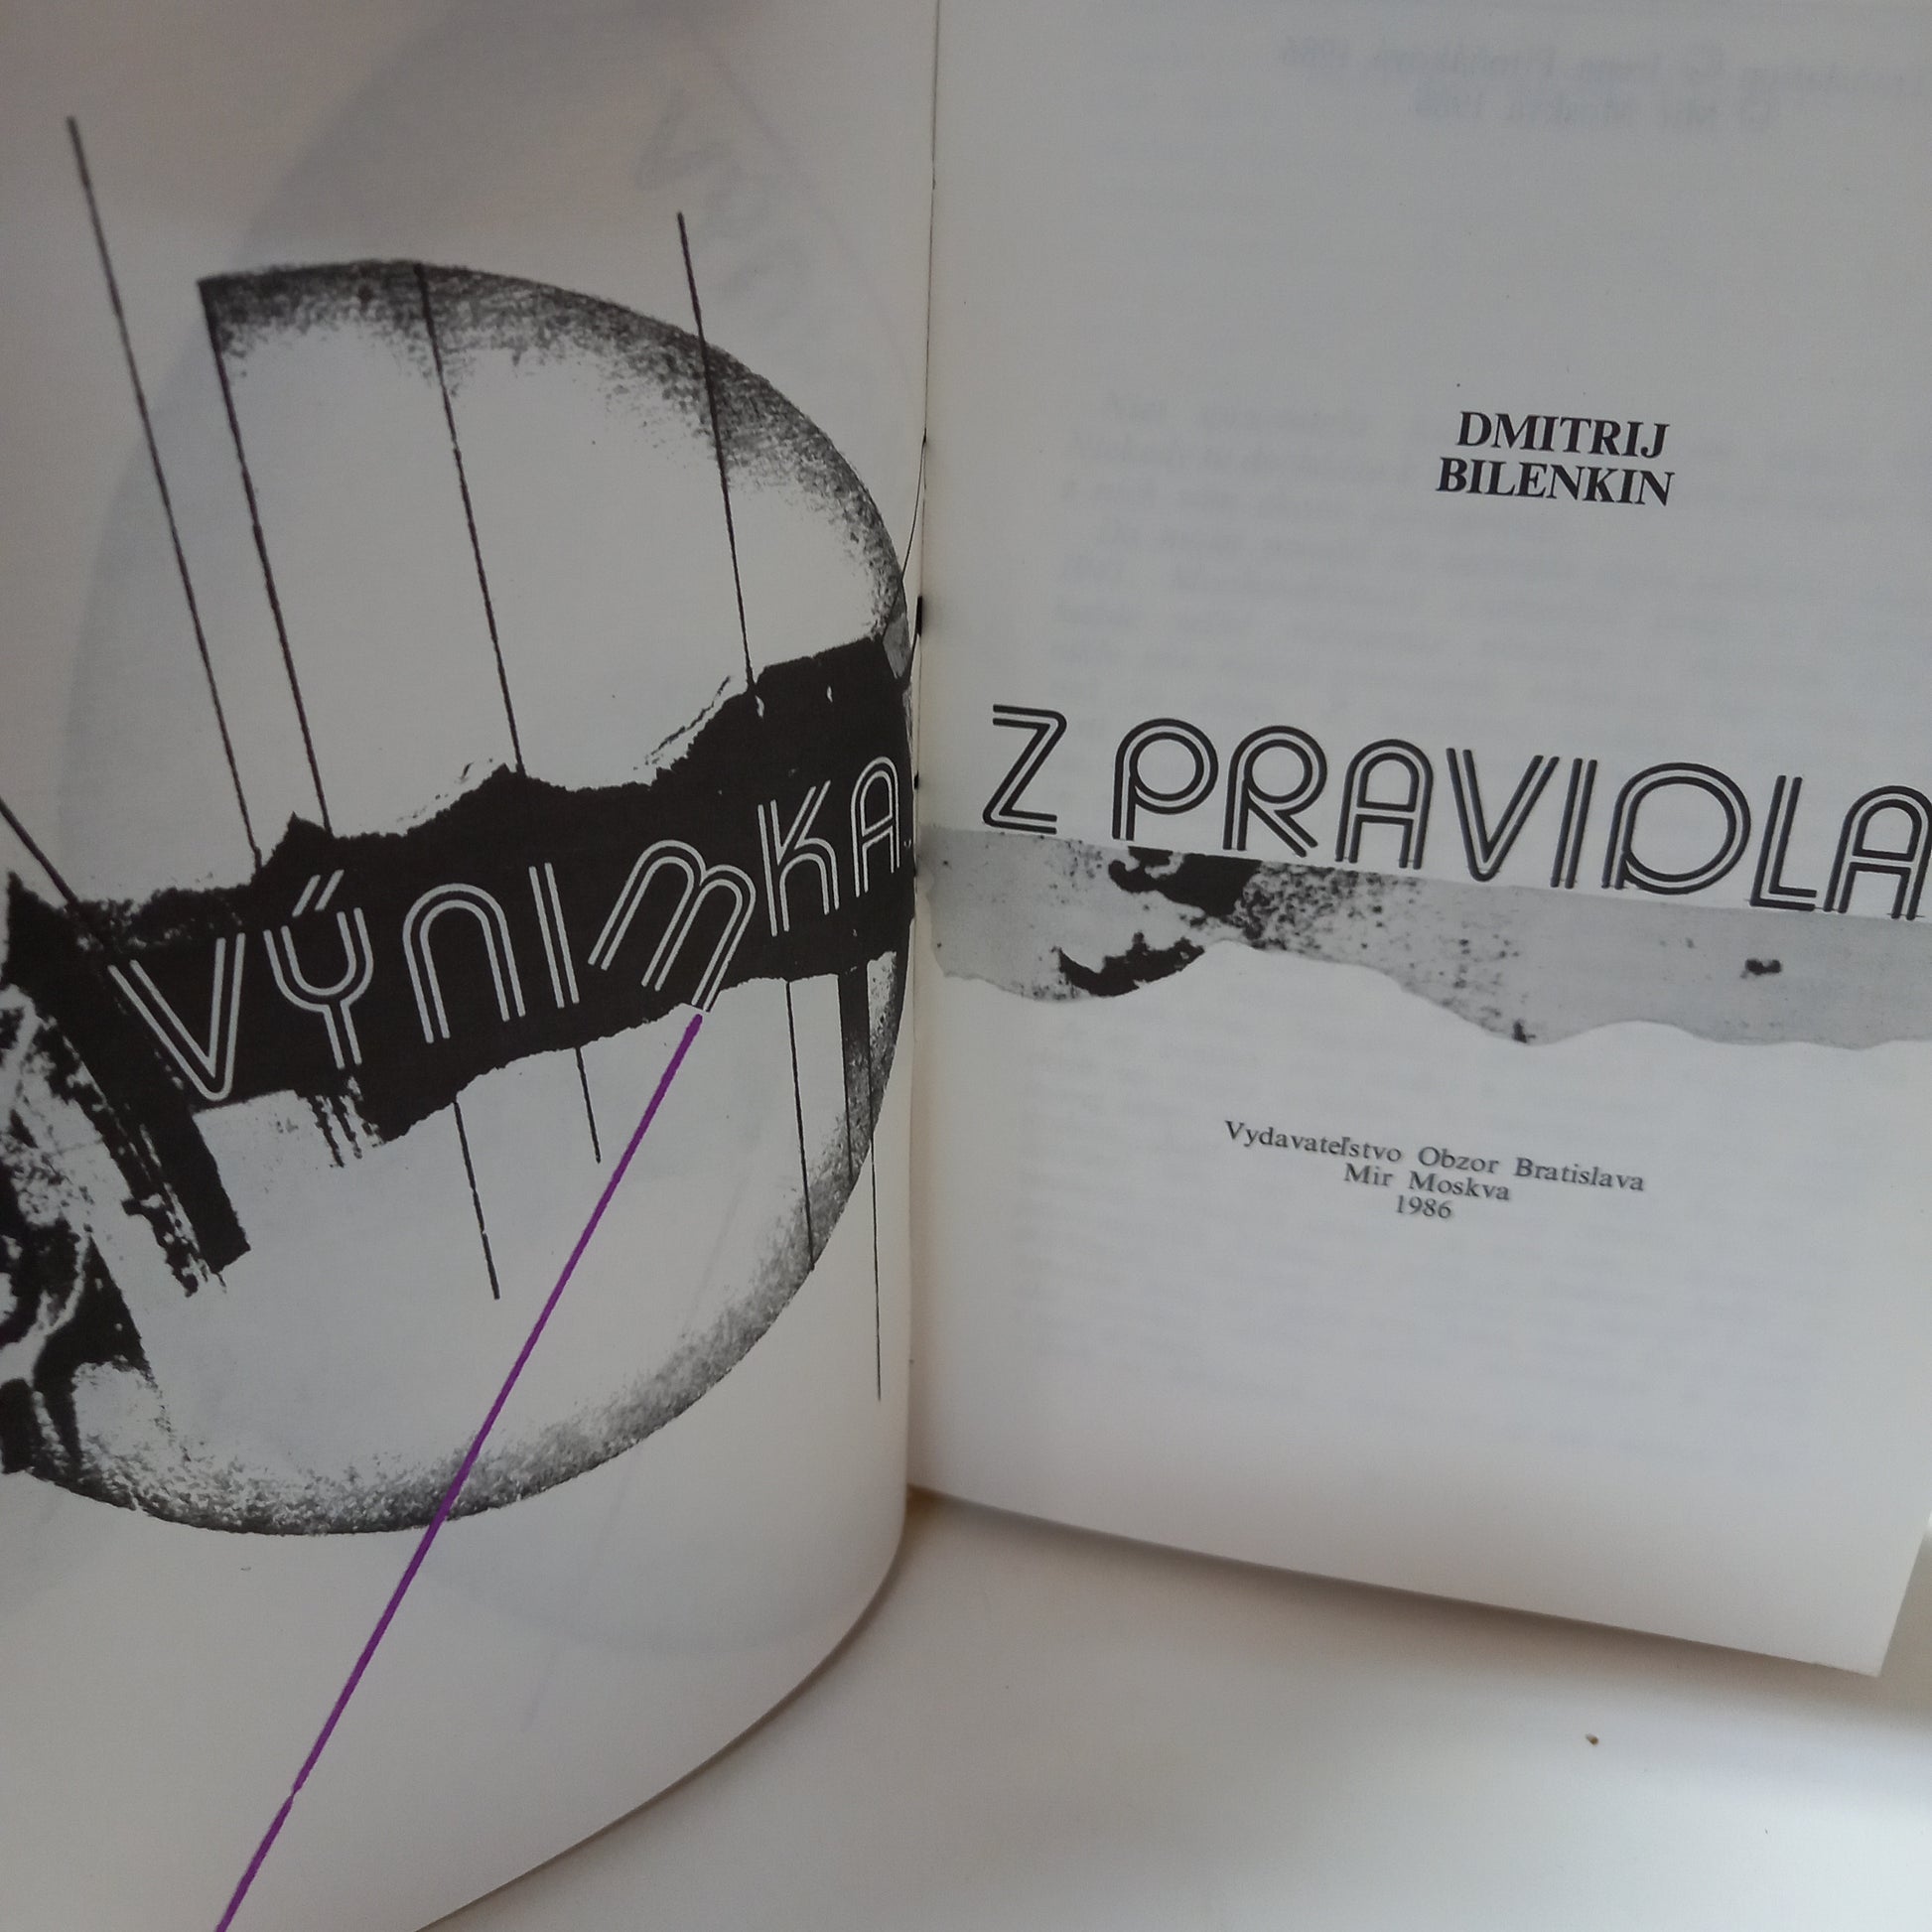 VÝNIMKA
DMITRIJ
BILENKIN
Z PRAVIDLA
Vydavateľstvo Obzor Bratislava
Mir Moskva
1986